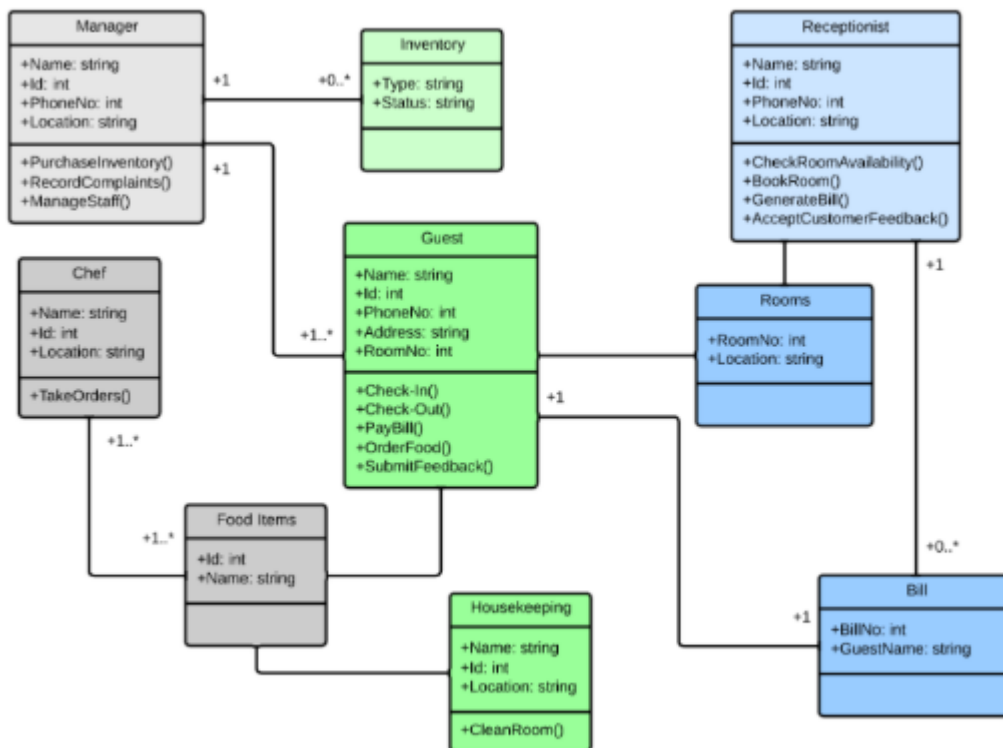 Manager
+Name: string
+Id: int
+PhoneNo: int
+Location: string
+PurchaseInventory()
+RecordComplaints()
+ManageStaff()
+1
+0..*
Inventory
+Type: string
+Status: string
+1
Receptionist
+Name: string
+Id: int
+PhoneNo: int
+Location: string
+CheckRoomAvailability()
+BookRoom()
+GenerateBill()
+AcceptCustomerFeedback()
+1
Chef
+Name: string
+Id: int
+Location: string
+TakeOrders()
+1..*
Guest
+Name: string
+Id: int
+PhoneNo: int
+Address: string
+RoomNo: int
+Check-In()
+Check-Out()
+PayBill()
+OrderFood()
+SubmitFeedback()
+1..*
+1
Rooms
+RoomNo: int
+Location: string
+1..*
Food Items
+Id: int
+Name: string
+0..*
+1
Bill
+BillNo: int
+GuestName: string
Housekeeping
+Name: string
+Id: int
+Location: string
+CleanRoom()